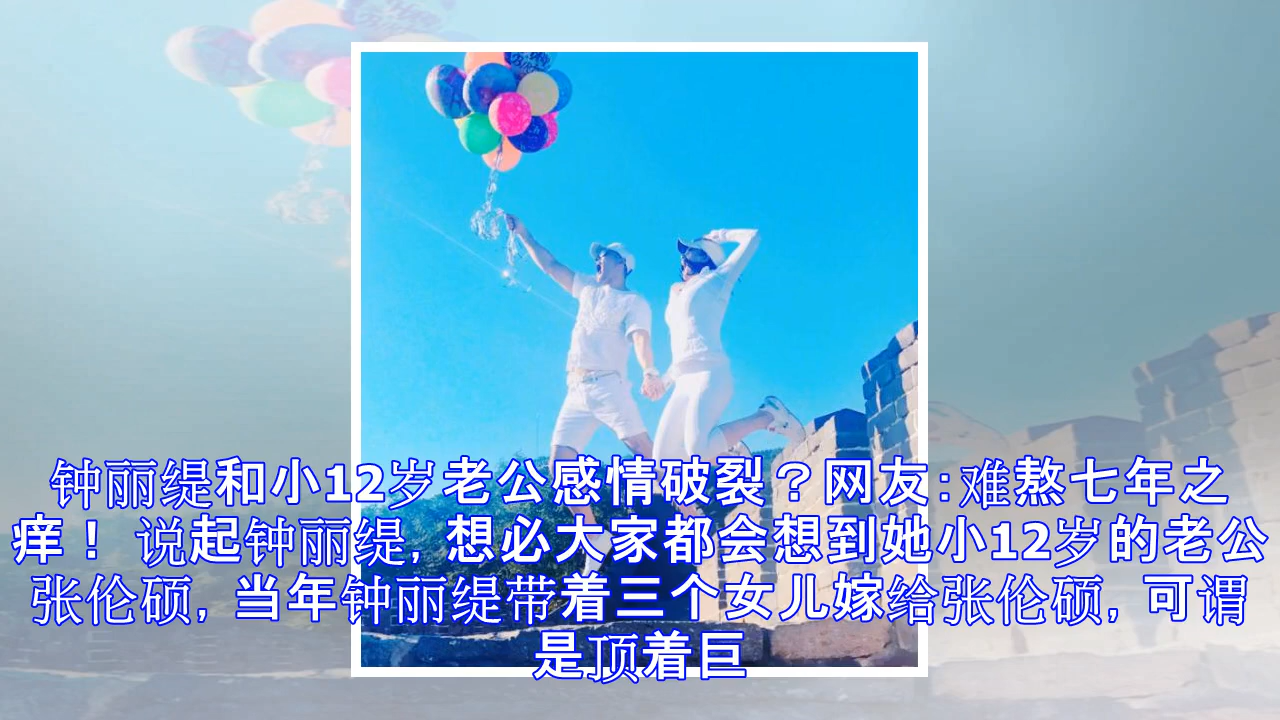 钟丽缇和小12岁老公感情破裂？网友:难熬七年之
痒！ 说起钟丽缇, 想必大家都会想到她小12岁的老公
张伦硕, 当年钟丽缇带着三个女儿嫁给张伦硕, 可谓
是顶着巨